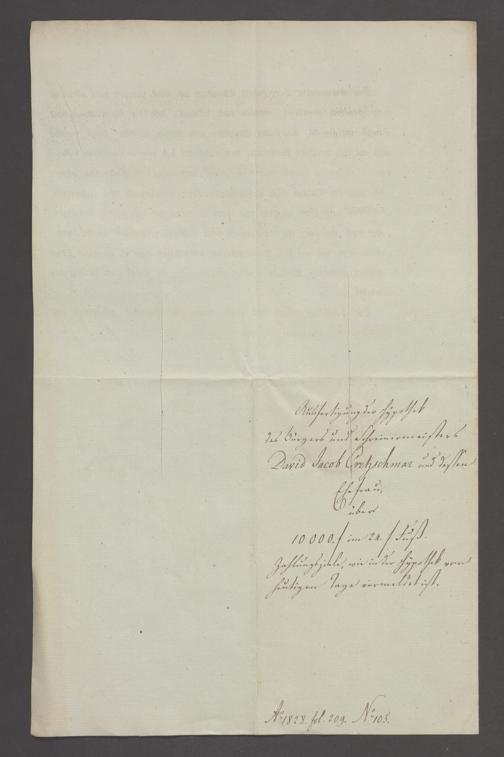 Ausfertigung der Hypothek
des Bürgers und Schreinermeisters
David Jacob Cretzschmar und dessen
Ehefrau,
über
10000.f im 24.f Fuß.
Zahlungsziele, wie in der Hypothek vom
heutigen Tage vermeldet ist.
Ao 1828. fol. 209. No 105.